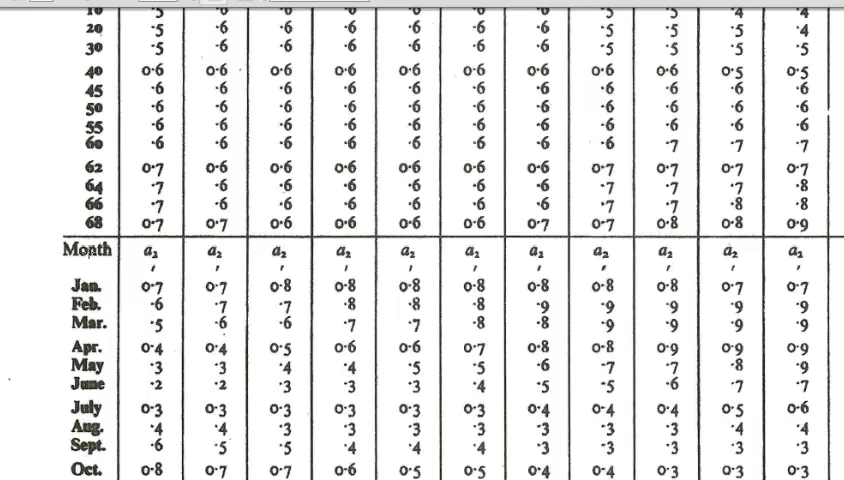 10 ·5 ·6 ·6 ·6 ·6 ·6 ·6 ·5 ·5 ·4 ·4
20 ·5 ·6 ·6 ·6 ·6 ·6 ·6 ·5 ·5 ·5 ·4
30 ·5 ·6 ·6 ·6 ·6 ·6 ·6 ·5 ·5 ·5 ·5
40 0·6 0·6 0·6 0·6 0·6 0·6 0·6 0·6 0·6 0·5 0·5
45 ·6 ·6 ·6 ·6 ·6 ·6 ·6 ·6 ·6 ·6 ·6
50 ·6 ·6 ·6 ·6 ·6 ·6 ·6 ·6 ·6 ·6 ·6
55 ·6 ·6 ·6 ·6 ·6 ·6 ·6 ·6 ·6 ·6 ·6
60 ·6 ·6 ·6 ·6 ·6 ·6 ·6 ·6 ·7 ·7 ·7
62 0·7 0·6 0·6 0·6 0·6 0·6 0·6 0·7 0·7 0·7 0·7
64 ·7 ·6 ·6 ·6 ·6 ·6 ·6 ·7 ·7 ·7 ·8
66 ·7 ·6 ·6 ·6 ·6 ·6 ·6 ·7 ·7 ·8 ·8
68 0·7 0·7 0·6 0·6 0·6 0·6 0·7 0·7 0·8 0·8 0·9
Month a₂ a₂ a₂ a₂ a₂ a₂ a₂ a₂ a₂ a₂ a₂
′ ′ ′ ′ ′ ′ ′ ′ ′ ′ ′
Jan. 0·7 0·7 0·8 0·8 0·8 0·8 0·8 0·8 0·8 0·7 0·7
Feb. ·6 ·7 ·7 ·8 ·8 ·8 ·9 ·9 ·9 ·9 ·9
Mar. ·5 ·6 ·6 ·7 ·7 ·8 ·8 ·9 ·9 ·9 ·9
Apr. 0·4 0·4 0·5 0·6 0·6 0·7 0·8 0·8 0·9 0·9 0·9
May ·3 ·3 ·4 ·4 ·5 ·5 ·6 ·7 ·7 ·8 ·9
June ·2 ·2 ·3 ·3 ·3 ·4 ·5 ·5 ·6 ·7 ·7
July 0·3 0·3 0·3 0·3 0·3 0·3 0·4 0·4 0·4 0·5 0·6
Aug. ·4 ·4 ·3 ·3 ·3 ·3 ·3 ·3 ·3 ·4 ·4
Sept. ·6 ·5 ·5 ·4 ·4 ·4 ·3 ·3 ·3 ·3 ·3
Oct. 0·8 0·7 0·7 0·6 0·5 0·5 0·4 0·4 0·3 0·3 0·3